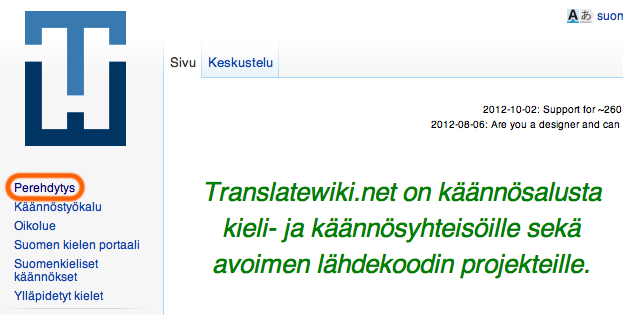 suom
Sivu Keskustelu
2012-10-02: Support for ~260
2012-08-06: Are you a designer and can
Translatewiki.net on käännösalusta
kieli- ja käännösyhteisöille sekä
avoimen lähdekoodin projekteille.
Perehdytys
Käännöstyökalu
Oikolue
Suomen kielen portaali
Suomenkieliset
käännökset
Ylläpidetyt kielet